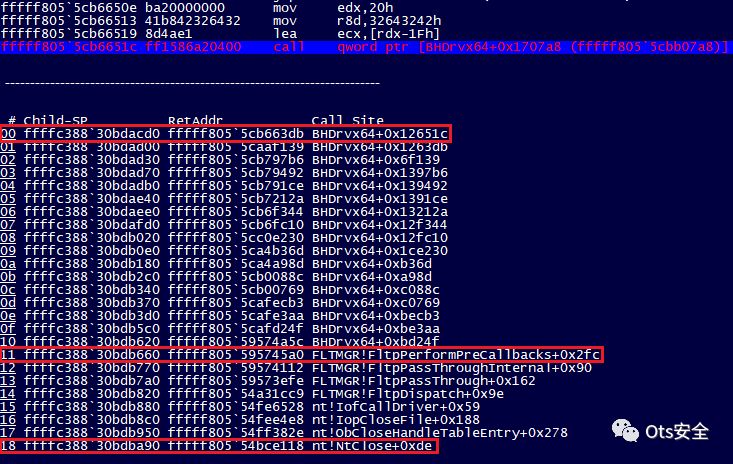 fffff805`5cb6650e ba20000000 mov edx,20h
fffff805`5cb66513 41b842326432 mov r8d,32643242h
fffff805`5cb66519 8d4ae1 lea ecx,[rdx-1Fh]
fffff805`5cb6651c ff1586a20400 call qword ptr [BHDrvx64+0x1707a8 (fffff805`5cbb07a8)]
------------------------------------------------------------------------
# Child-SP RetAddr Call Site
00 ffffc388`30bdacd0 fffff805`5cb663db BHDrvx64+0x12651c
01 ffffc388`30bdad00 fffff805`5caaf139 BHDrvx64+0x1263db
02 ffffc388`30bdad30 fffff805`5cb797b6 BHDrvx64+0x6f139
03 ffffc388`30bdad70 fffff805`5cb79492 BHDrvx64+0x1397b6
04 ffffc388`30bdadb0 fffff805`5cb791ce BHDrvx64+0x139492
05 ffffc388`30bdae40 fffff805`5cb7212a BHDrvx64+0x1391ce
06 ffffc388`30bdaee0 fffff805`5cb6f344 BHDrvx64+0x13212a
07 ffffc388`30bdafd0 fffff805`5cb6fc10 BHDrvx64+0x12f344
08 ffffc388`30bdb020 fffff805`5cc0e230 BHDrvx64+0x12fc10
09 ffffc388`30bdb0e0 fffff805`5ca4b36d BHDrvx64+0x1ce230
0a ffffc388`30bdb180 fffff805`5ca4a98d BHDrvx64+0xb36d
0b ffffc388`30bdb2c0 fffff805`5cb0088c BHDrvx64+0xa98d
0c ffffc388`30bdb340 fffff805`5cb00769 BHDrvx64+0xc088c
0d ffffc388`30bdb370 fffff805`5cafecb3 BHDrvx64+0xc0769
0e ffffc388`30bdb3d0 fffff805`5cafe3aa BHDrvx64+0xbecb3
0f ffffc388`30bdb5c0 fffff805`5cafd24f BHDrvx64+0xbe3aa
10 ffffc388`30bdb620 fffff805`59574a5c BHDrvx64+0xbd24f
11 ffffc388`30bdb660 fffff805`595745a0 FLTMGR!FltpPerformPreCallbacks+0x2fc
12 ffffc388`30bdb770 fffff805`59574112 FLTMGR!FltpPassThroughInternal+0x90
13 ffffc388`30bdb7a0 fffff805`59573efe FLTMGR!FltpPassThrough+0x162
14 ffffc388`30bdb820 fffff805`54a31cc9 FLTMGR!FltpDispatch+0x9e
15 ffffc388`30bdb880 fffff805`54fe6528 nt!IofCallDriver+0x59
16 ffffc388`30bdb8c0 fffff805`54fee4e8 nt!IopCloseFile+0x188
17 ffffc388`30bdb950 fffff805`54ff382e nt!ObCloseHandleTableEntry+0x278
18 ffffc388`30bdba90 fffff805`54bce118 nt!NtClose+0xde
Ots安全